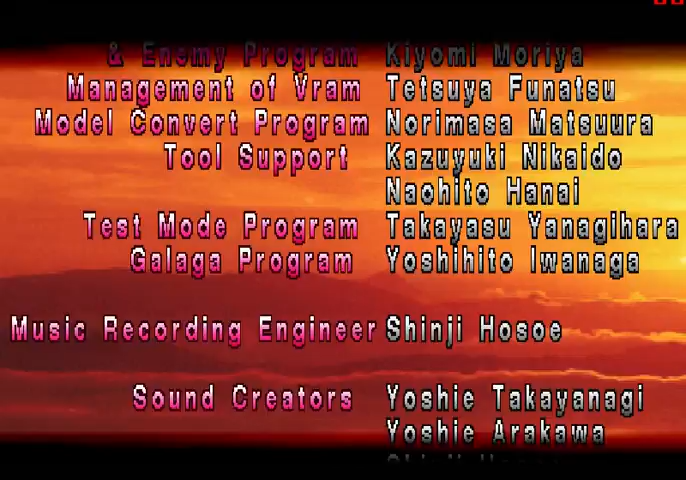 & Enemy Program Kiyomi Moriya
Management of Vram Tetsuya Funatsu
Model Convert Program Norimasa Matsuura
Tool Support Kazuyuki Nikaido
Naohito Hanai
Test Mode Program Takayasu Yanagihara
Galaga Program Yoshihito Iwanaga
Music Recording Engineer Shinji Hosoe
Sound Creators Yoshie Takayanagi
Yoshie Arakawa